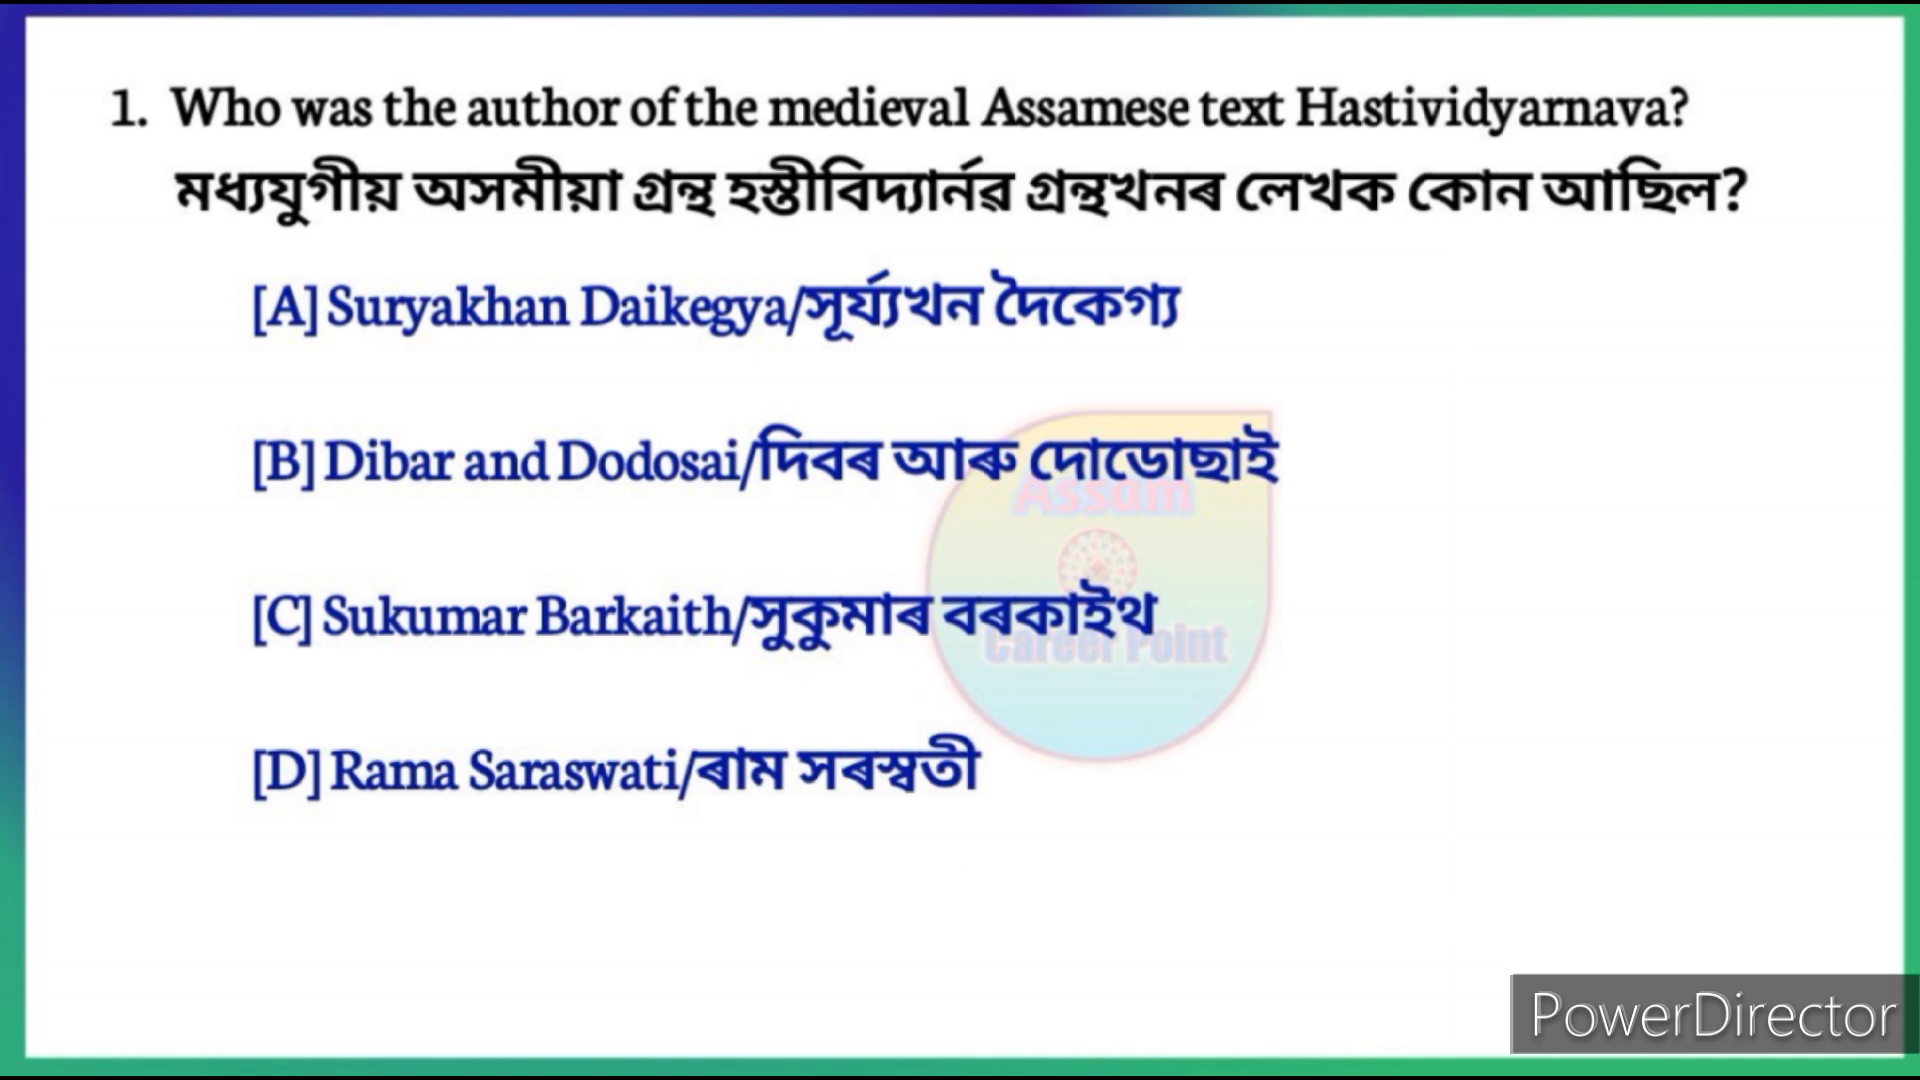 1. Who was the author of the medieval Assamese text Hastividyarnava?
মধ্যযুগীয় অসমীয়া গ্ৰন্থ হস্তীবিদ্যাৰ্নৱ গ্ৰন্থখনৰ লেখক কোন আছিল?
[A] Suryakhan Daikegya/সূৰ্য্যখন দৈকেগ্য
[B] Dibar and Dodosai/দিবৰ আৰু দোডোছাই
Assam
[C] Sukumar Barkaith/সুকুমাৰ বৰকাইথ
Career Point
[D] Rama Saraswati/ৰাম সৰস্বতী
PowerDirector